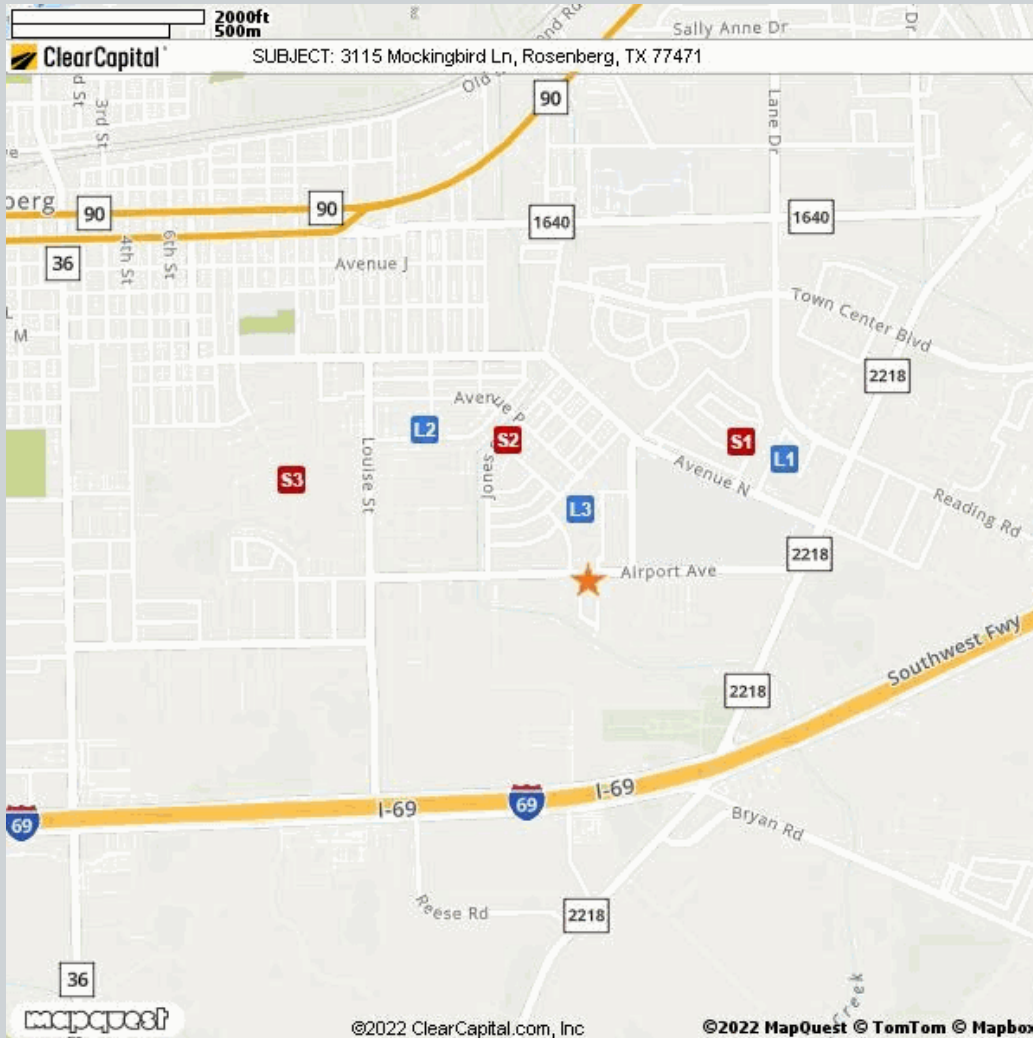 2000ft
500m
Sally Anne Dr
Dr
ClearCapital
SUBJECT: 3115 Mockingbird Ln, Rosenberg, TX 77471
3rd St
90
Lane Dr
berg
90
90
1640
1640
36
4th St
6th St
Avenue J
M
Town Center Blvd
2218
Avenue P
L2
S2
S1
L1
Louise St
Jones
Avenue N
S3
Reading Rd
L3
2218
Airport Ave
Southwest Fwy
2218
69
I-69
69
I-69
Bryan Rd
Reese Rd
2218
36
Creek
mapquest
©2022 ClearCapital.com, Inc
©2022 MapQuest © TomTom © Mapbox